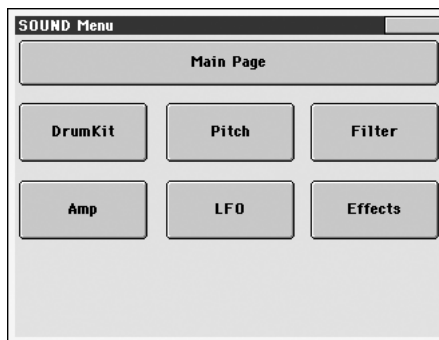 SOUND Menu
Main Page
DrumKit Pitch Filter
Amp LFO Effects